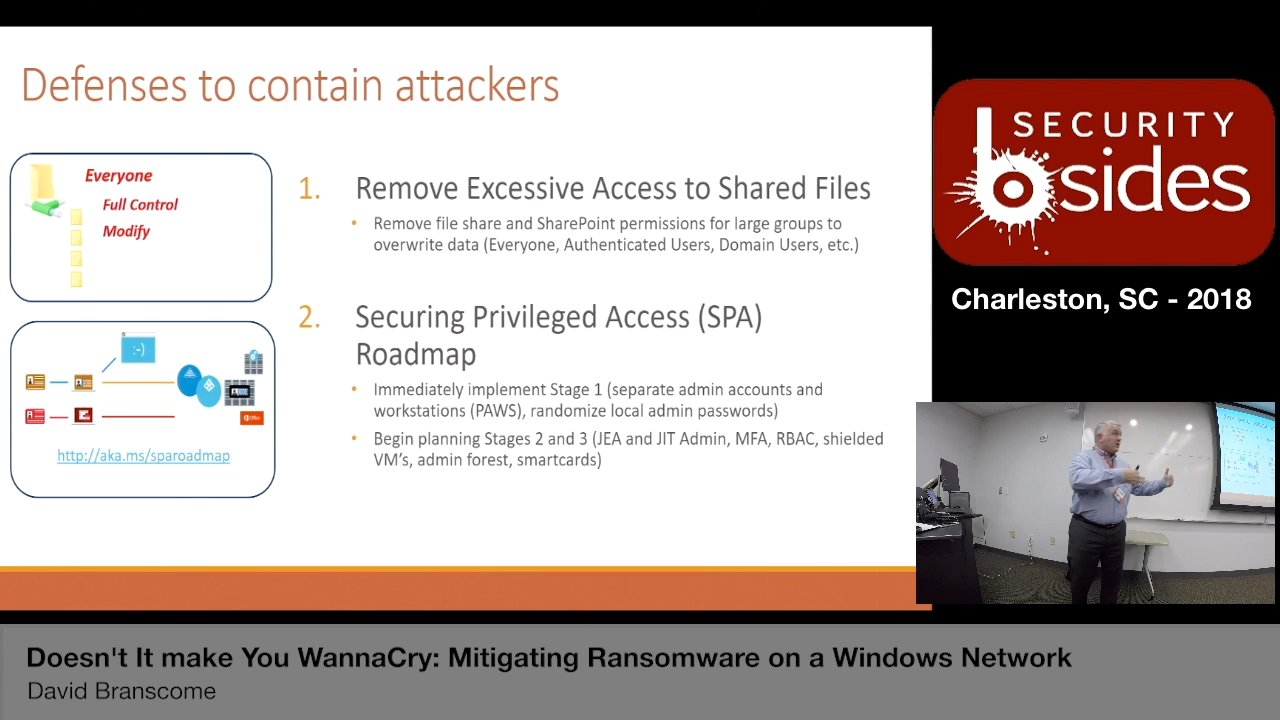 Defenses to contain attackers
Everyone
Full Control
Modify
:-)
http://aka.ms/sparoadmap
1. Remove Excessive Access to Shared Files
• Remove file share and SharePoint permissions for large groups to
overwrite data (Everyone, Authenticated Users, Domain Users, etc.)
2. Securing Privileged Access (SPA)
Roadmap
• Immediately implement Stage 1 (separate admin accounts and
workstations (PAWS), randomize local admin passwords)
• Begin planning Stages 2 and 3 (JEA and JIT Admin, MFA, RBAC, shielded
VM's, admin forest, smartcards)
SECURITY
bsides
Charleston, SC - 2018
Doesn't It make You WannaCry: Mitigating Ransomware on a Windows Network
David Branscome